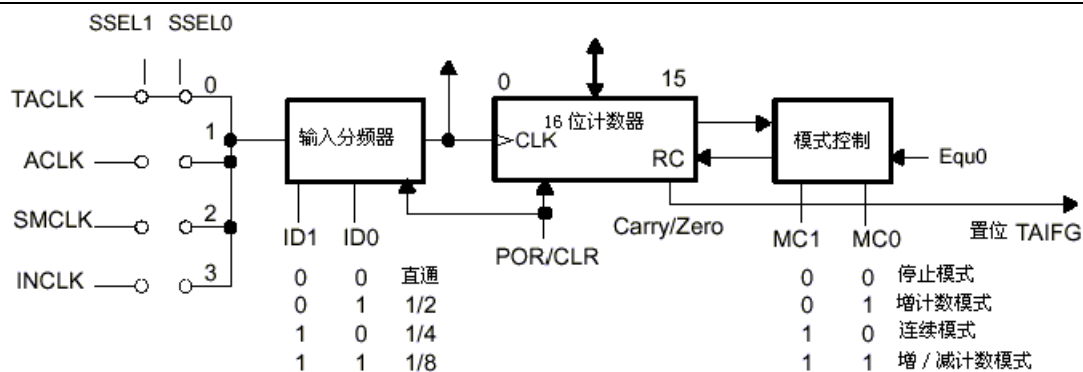 SSEL1 SSEL0
TACLK
0
ACLK
1
SMCLK
2
INCLK
3
输入分频器
ID1 ID0
0 0 直通
0 1 1/2
1 0 1/4
1 1 1/8
0 15
16 位计数器
CLK
RC
POR/CLR
Carry/Zero
模式控制
Equ0
MC1 MC0
置位 TAIFG
0 0 停止模式
0 1 增计数模式
1 0 连续模式
1 1 增/减计数模式